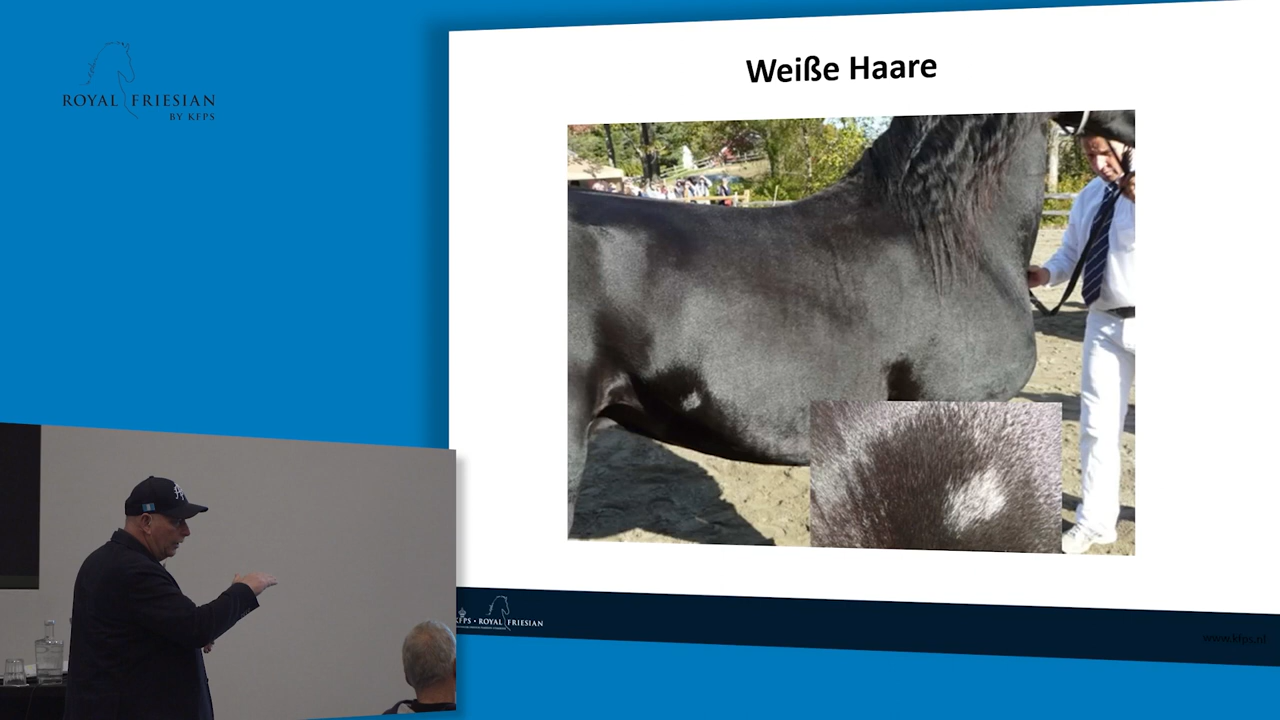 ROYAL FRIESIAN
BY KFPS
Weiße Haare
KFPS • ROYAL FRIESIAN
www.kfps.nl